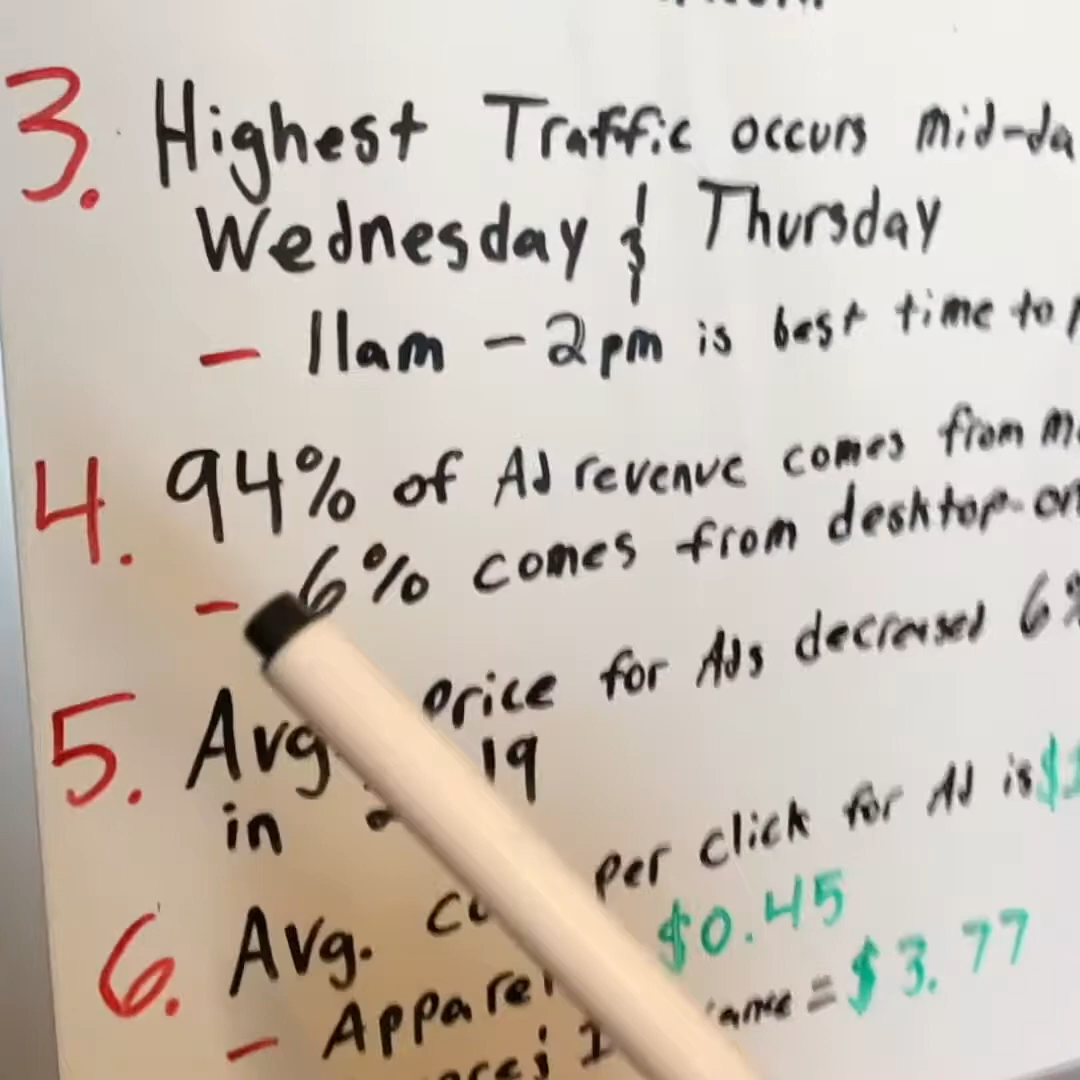 3. Highest Traffic occurs mid-da
Wednesday & Thursday
- 11am - 2pm is best time to
4. 94% of Ad revenue comes from
- 6% comes from desktop-on
5. Avg price for Ads decreased 6%
in 19
6. Avg. per click for Ad is $
- Apparel $0.45
= $3.77